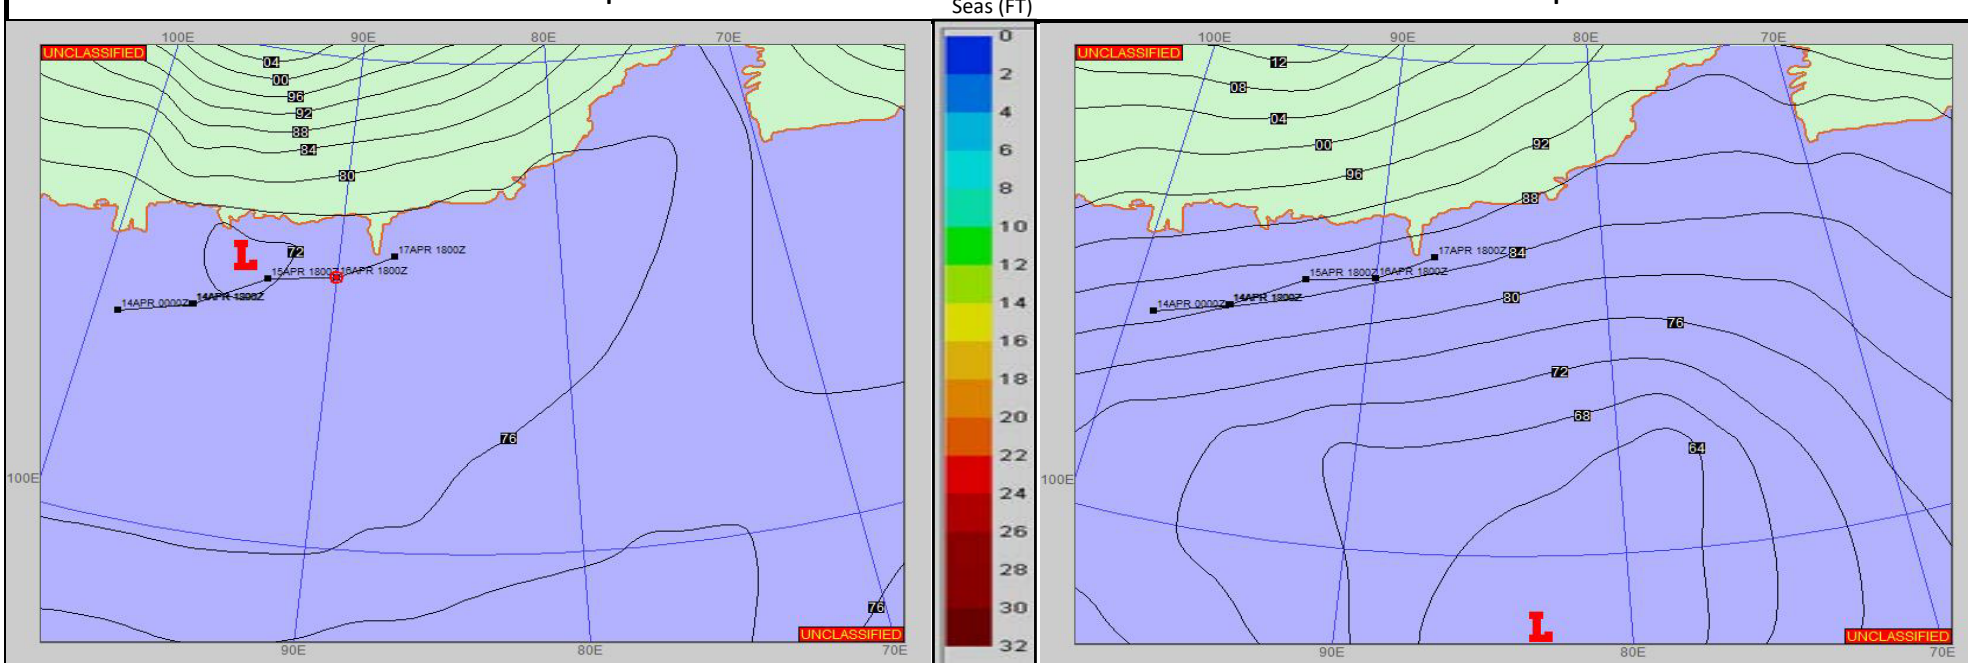 Seas (FT)
100E 90E 80E 70E
UNCLASSIFIED
04
00
96
92
88
84
80
72
L
17APR 1800Z
15APR 1800Z 16APR 1800Z
14APR 0000Z 14APR 1800Z
76
100E
76
UNCLASSIFIED
90E 80E 70E
0
2
4
6
8
10
12
14
16
18
20
22
24
26
28
30
32
100E 90E 80E 70E
UNCLASSIFIED
12
08
04
00
92
96
88
17APR 1800Z 84
15APR 1800Z 16APR 1800Z
14APR 0000Z 14APR 1800Z
80
76
72
68
64
100E
L
UNCLASSIFIED
90E 80E 70E